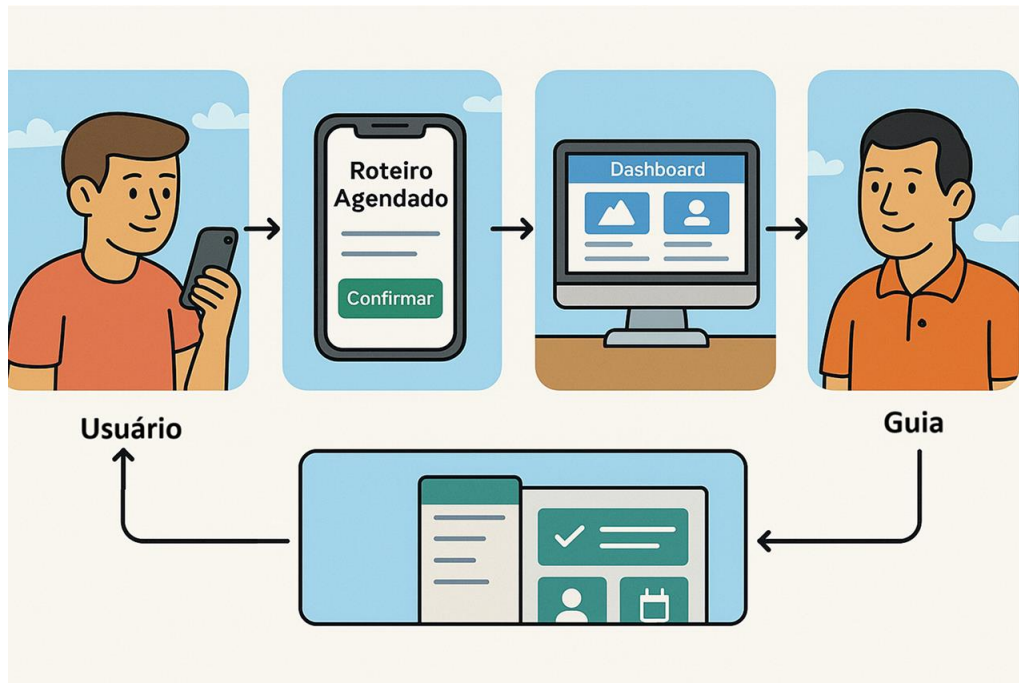 Roteiro
Agendado
Confirmar
Dashboard
Usuário
Guia